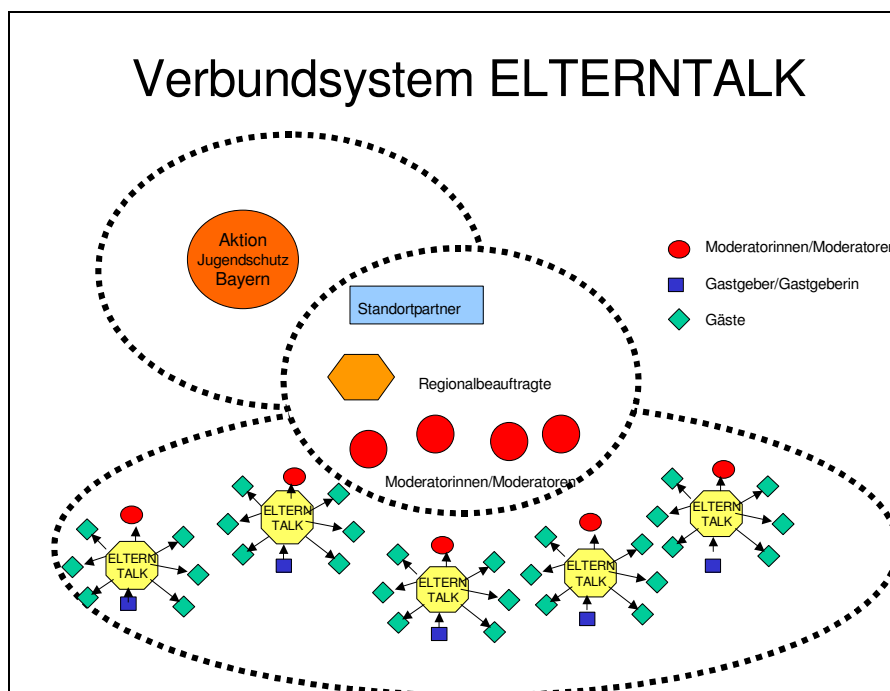 Verbundsystem ELTERNTALK
Aktion
Jugendschutz
Bayern
Standortpartner
Regionalbeauftragte
Moderatorinnen/Moderatoren
Moderatorinnen/Moderatoren
Gastgeber/Gastgeberin
Gäste
ELTERN
TALK
ELTERN
TALK
ELTERN
TALK
ELTERN
TALK
ELTERN
TALK